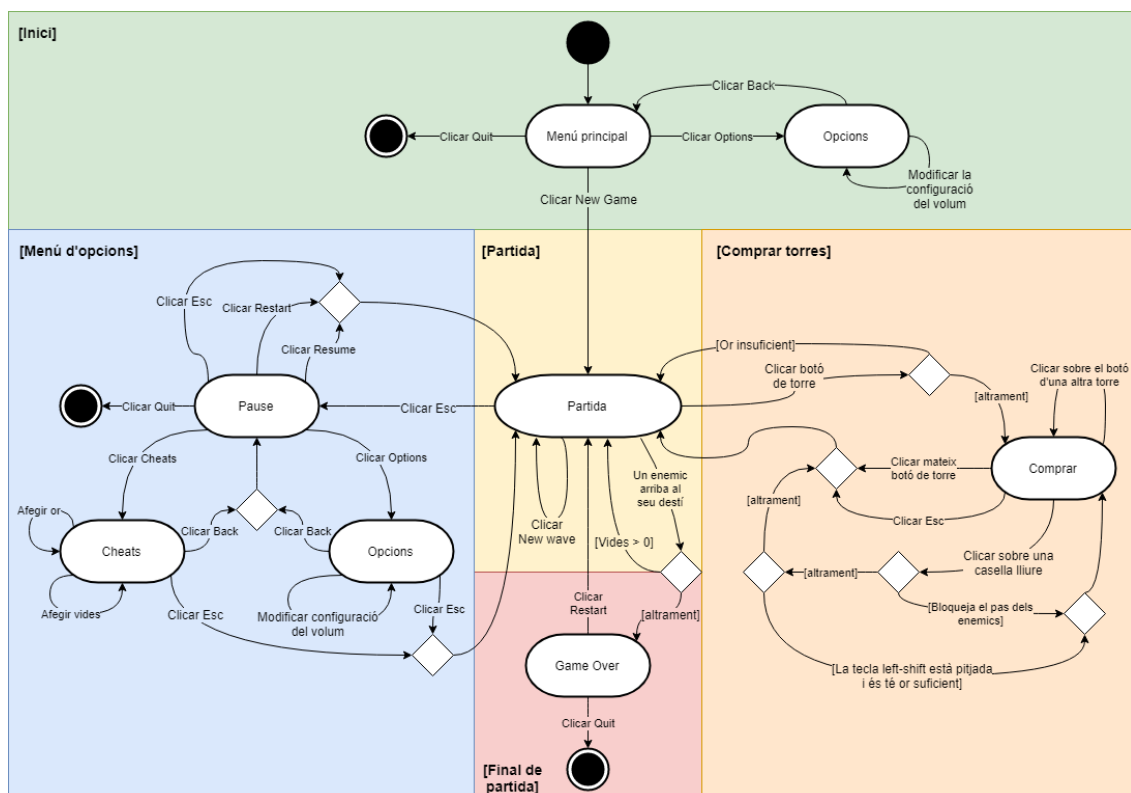 [Inici]
Clicar Back
Clicar Quit
Menú principal
Clicar Options
Opcions
Modificar la
configuració
del volum
Clicar New Game
[Menú d'opcions]
Clicar Esc
Clicar Restart
Clicar Resume
Clicar Quit
Pause
Clicar Cheats
Clicar Options
Afegir or
Clicar Back
Clicar Back
Cheats
Opcions
Afegir vides
Clicar Esc
Modificar configuració
del volum
Clicar Esc
[Partida]
Clicar Esc
Partida
Un enemic
arriba al
seu destí
Clicar
New wave
[Vides > 0]
[Comprar torres]
[Or insuficient]
Clicar botó
de torre
Clicar sobre el botó
d'una altra torre
[altrament]
Clicar mateix
botó de torre
Comprar
[altrament]
Clicar Esc
Clicar sobre una
casella lliure
[altrament]
[Bloqueja el pas dels
enemics]
[La tecla left-shift està pitjada
i és té or suficient]
Clicar
Restart
[altrament]
Game Over
Clicar Quit
[Final de
partida]